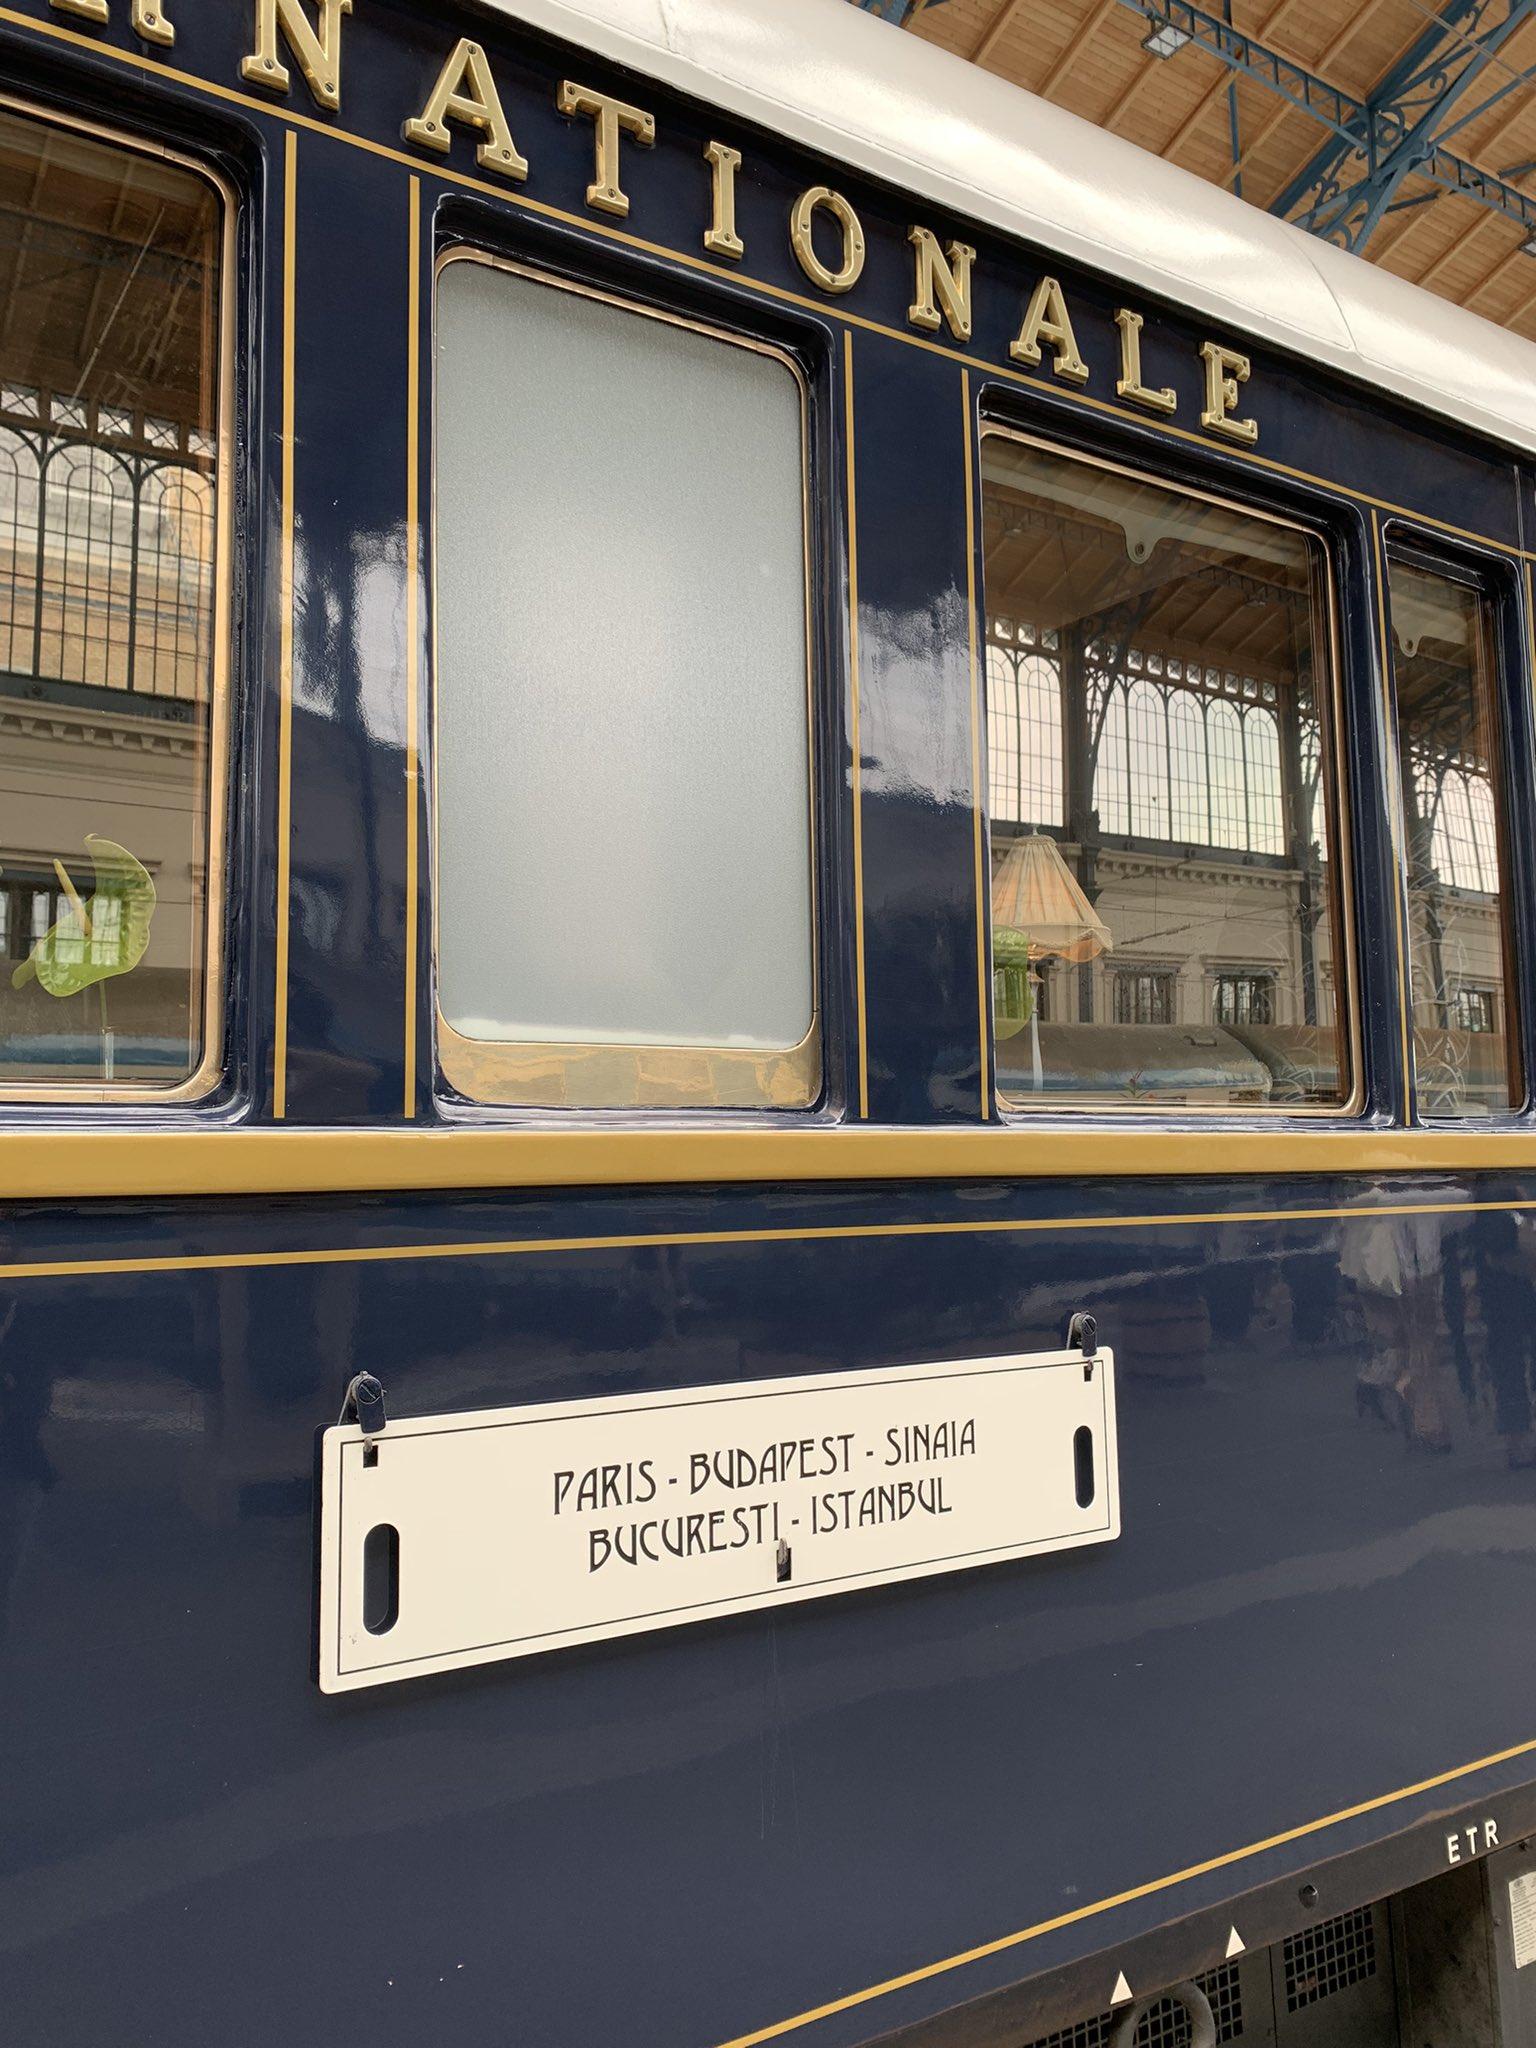 NATIONALE
PARIS - BUDAPEST - SINAIA
BUCURESTI - ISTANBUL
ETR